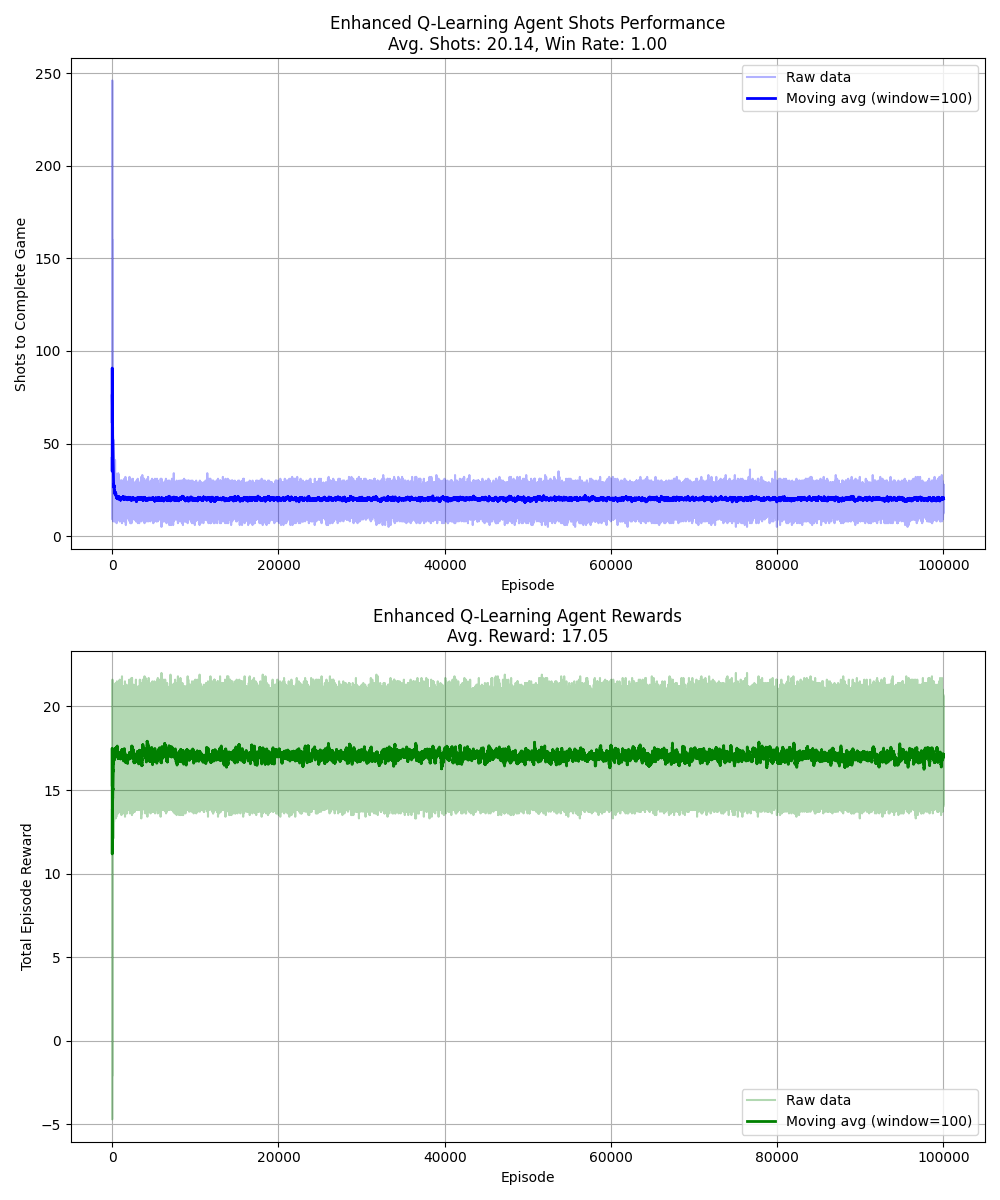 Enhanced Q-Learning Agent Shots Performance
Avg. Shots: 20.14, Win Rate: 1.00
Raw data
Moving avg (window=100)
250
200
150
100
50
0
Shots to Complete Game
0 20000 40000 60000 80000 100000
Episode
Enhanced Q-Learning Agent Rewards
Avg. Reward: 17.05
20
15
10
5
0
−5
Total Episode Reward
Raw data
Moving avg (window=100)
0 20000 40000 60000 80000 100000
Episode